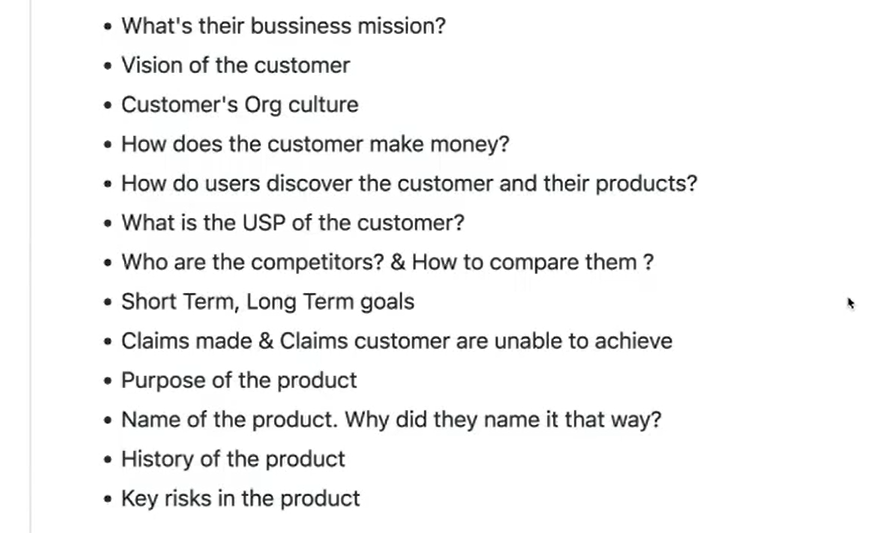 • What's their bussiness mission?
• Vision of the customer
• Customer's Org culture
• How does the customer make money?
• How do users discover the customer and their products?
• What is the USP of the customer?
• Who are the competitors? & How to compare them ?
• Short Term, Long Term goals
• Claims made & Claims customer are unable to achieve
• Purpose of the product
• Name of the product. Why did they name it that way?
• History of the product
• Key risks in the product